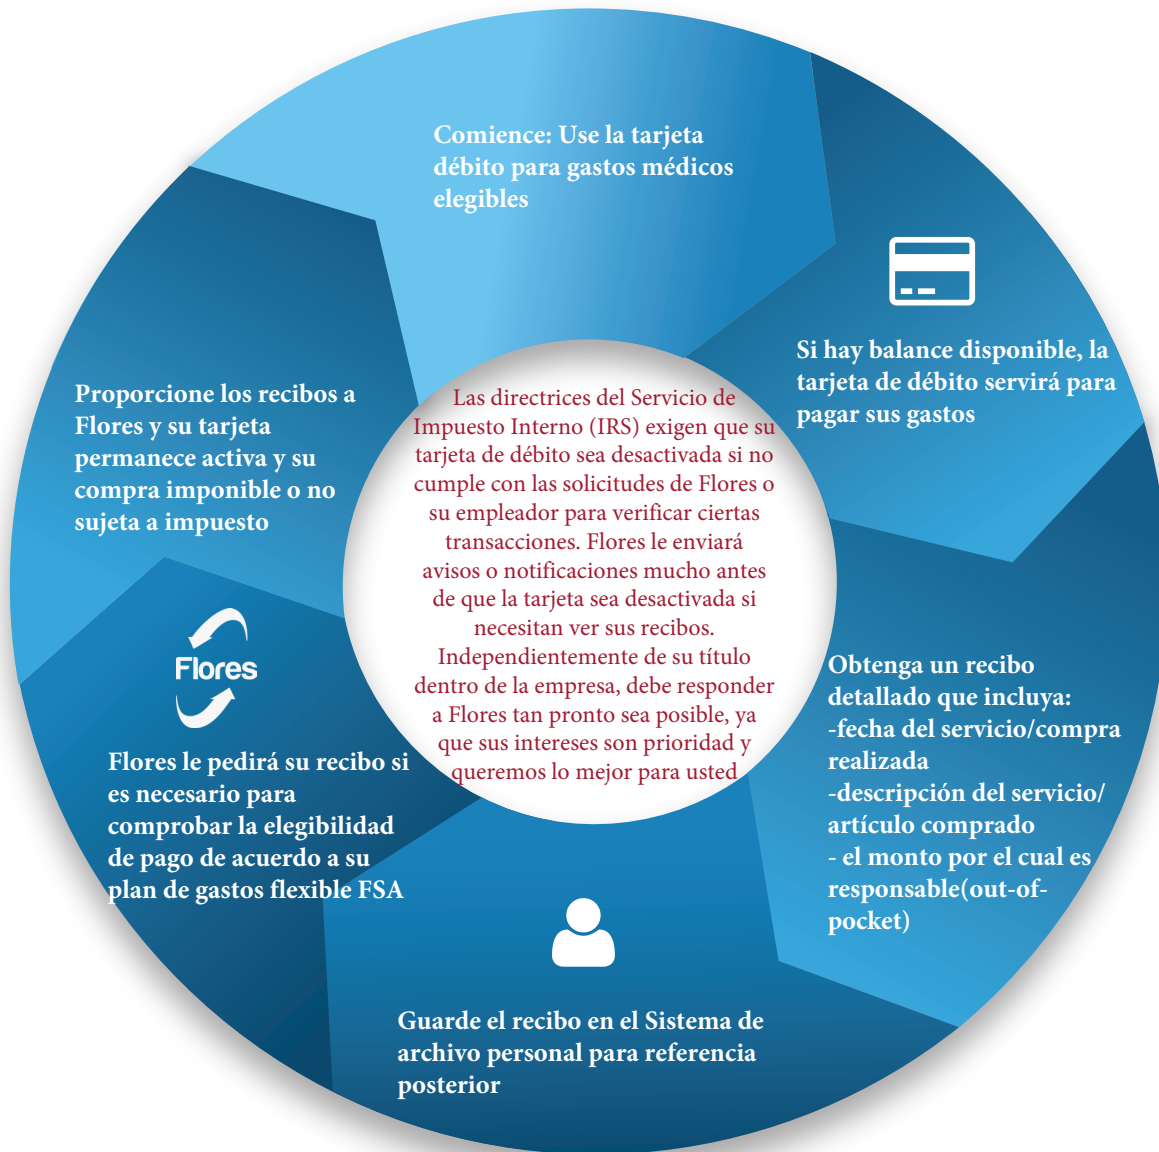 Comience: Use la tarjeta
débito para gastos médicos
elegibles
Si hay balance disponible, la
tarjeta de débito servirá para
pagar sus gastos
Obtenga un recibo
detallado que incluya:
-fecha del servicio/compra
realizada
-descripción del servicio/
artículo comprado
- el monto por el cual es
responsable(out-of-
pocket)
Guarde el recibo en el Sistema de
archivo personal para referencia
posterior
Flores
Flores le pedirá su recibo si
es necesario para
comprobar la elegibilidad
de pago de acuerdo a su
plan de gastos flexible FSA
Proporcione los recibos a
Flores y su tarjeta
permanece activa y su
compra imponible o no
sujeta a impuesto
Las directrices del Servicio de
Impuesto Interno (IRS) exigen que su
tarjeta de débito sea desactivada si no
cumple con las solicitudes de Flores o
su empleador para verificar ciertas
transacciones. Flores le enviará
avisos o notificaciones mucho antes
de que la tarjeta sea desactivada si
necesitan ver sus recibos.
Independientemente de su título
dentro de la empresa, debe responder
a Flores tan pronto sea posible, ya
que sus intereses son prioridad y
queremos lo mejor para usted